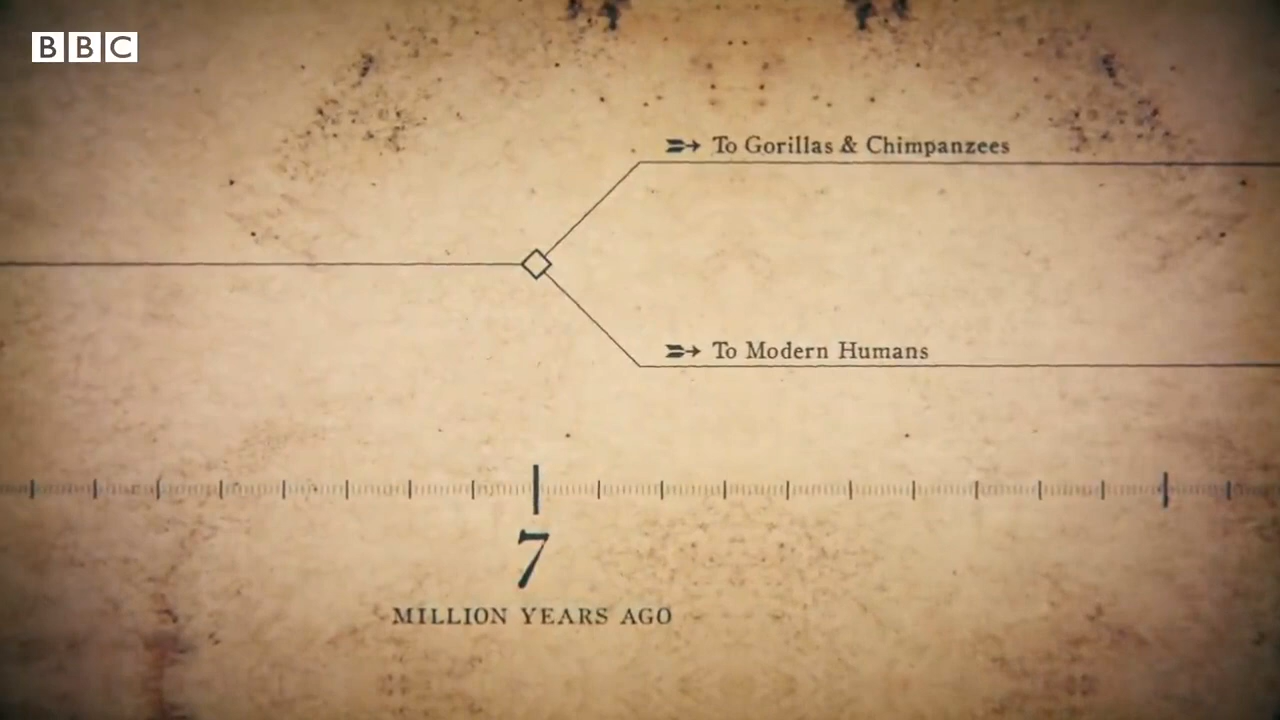 BBC
To Gorillas & Chimpanzees
To Modern Humans
7
MILLION YEARS AGO